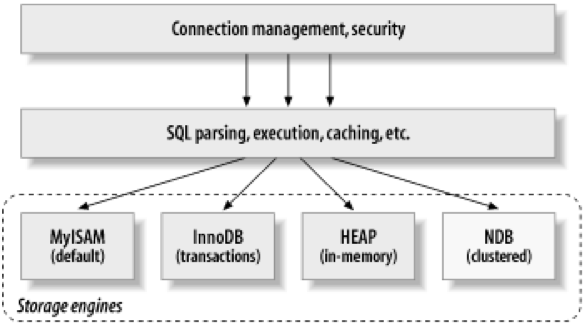 Connection management, security
SQL parsing, execution, caching, etc.
MyISAM
(default)
InnoDB
(transactions)
HEAP
(in-memory)
NDB
(clustered)
Storage engines